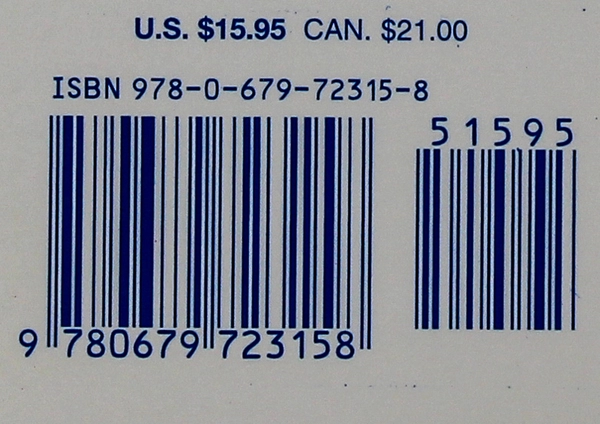 U.S. $15.95 CAN. $21.00
ISBN 978-0-679-72315-8
51595
9 780679 723158